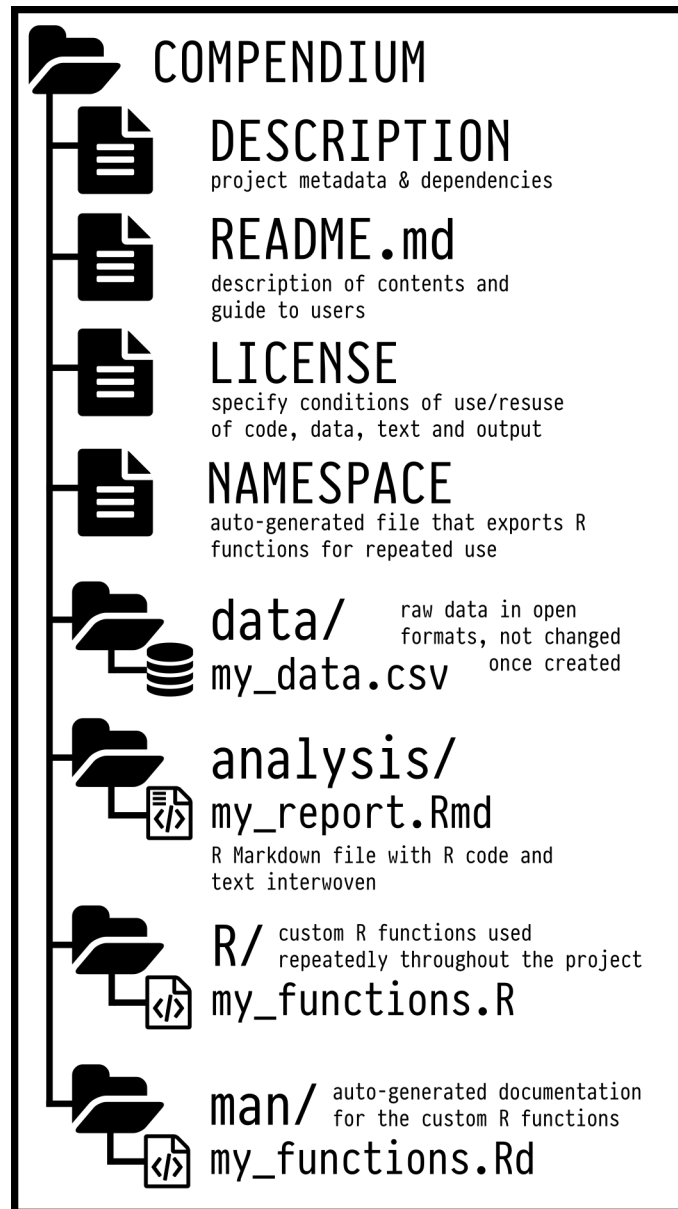 COMPENDIUM
DESCRIPTION
project metadata & dependencies
README.md
description of contents and
guide to users
LICENSE
specify conditions of use/resuse
of code, data, text and output
NAMESPACE
auto-generated file that exports R
functions for repeated use
data/
raw data in open
formats, not changed
once created
my_data.csv
analysis/
my_report.Rmd
R Markdown file with R code and
text interwoven
R/
custom R functions used
repeatedly throughout the project
my_functions.R
man/
auto-generated documentation
for the custom R functions
my_functions.Rd